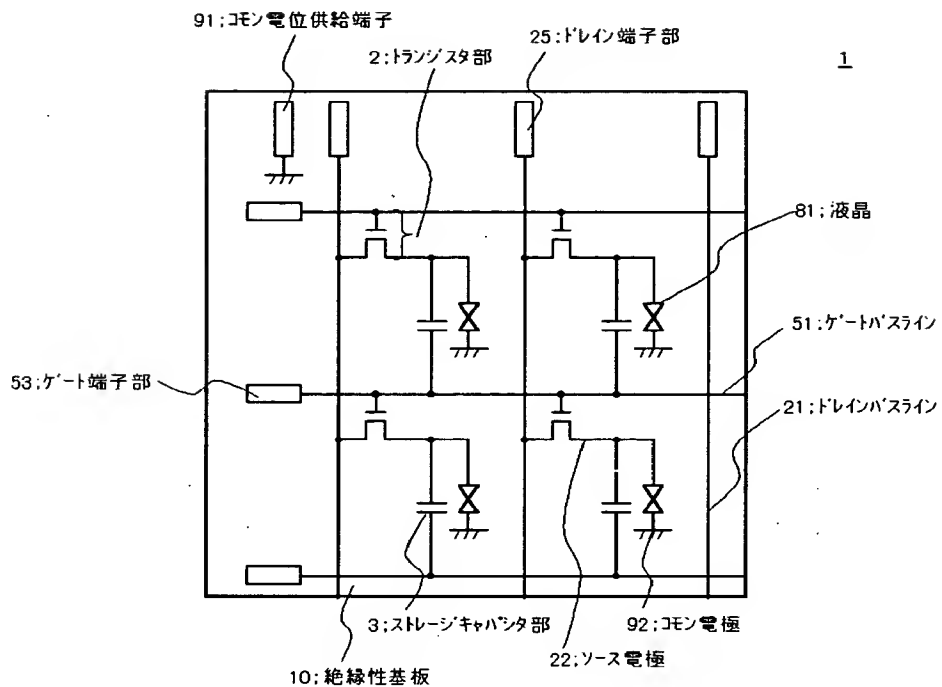 91;コモン電位供給端子
2;トランジスタ部
25;ドレイン端子部
1
81;液晶
51;ゲートバスライン
53;ゲート端子部
21;ドレインバスライン
3;ストレージキャパシタ部
92;コモン電極
22;ソース電極
10;絶縁性基板